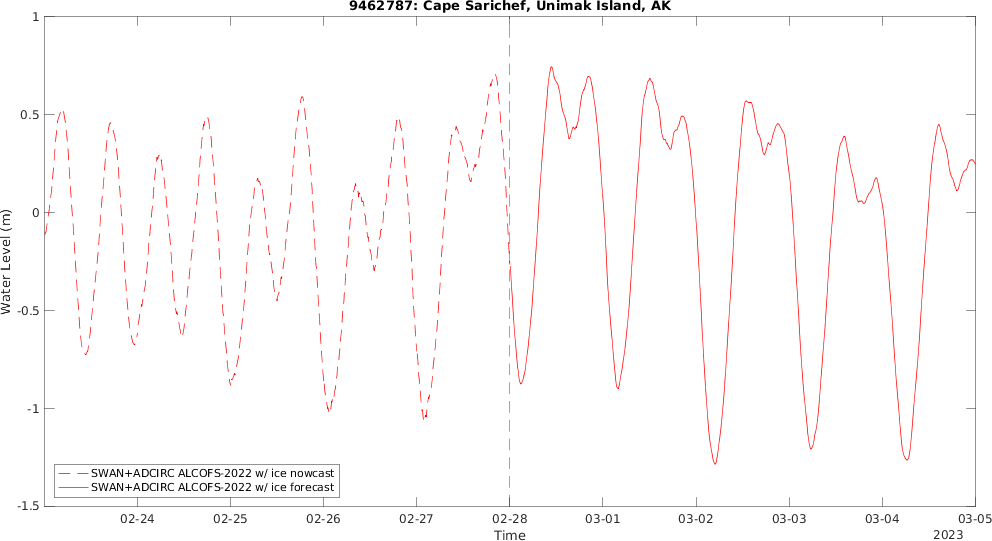 9462787: Cape Sarichef, Unimak Island, AK
1
0.5
0
-0.5
-1
-1.5
Water Level (m)
SWAN+ADCIRC ALCOFS-2022 w/ ice nowcast
SWAN+ADCIRC ALCOFS-2022 w/ ice forecast
02-24 02-25 02-26 02-27 02-28 03-01 03-02 03-03 03-04 03-05
Time
2023